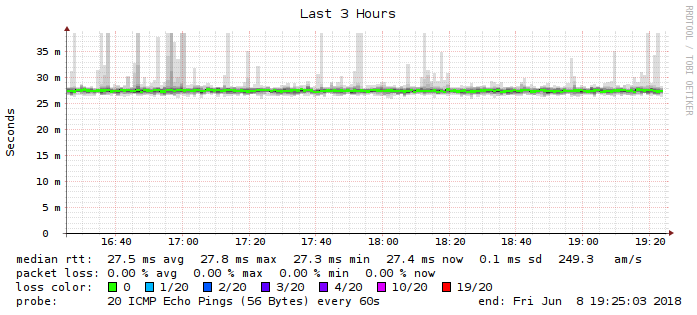 Last 3 Hours
RRDTOOL / TOBI OETIKER
Seconds
35 m
30 m
25 m
20 m
15 m
10 m
5 m
0
16:40 17:00 17:20 17:40 18:00 18:20 18:40 19:00 19:20
median rtt: 27.5 ms avg 27.8 ms max 27.3 ms min 27.4 ms now 0.1 ms sd 249.3 am/s
packet loss: 0.00 % avg 0.00 % max 0.00 % min 0.00 % now
loss color: 0 1/20 2/20 3/20 4/20 10/20 19/20
probe: 20 ICMP Echo Pings (56 Bytes) every 60s end: Fri Jun 8 19:25:03 2018